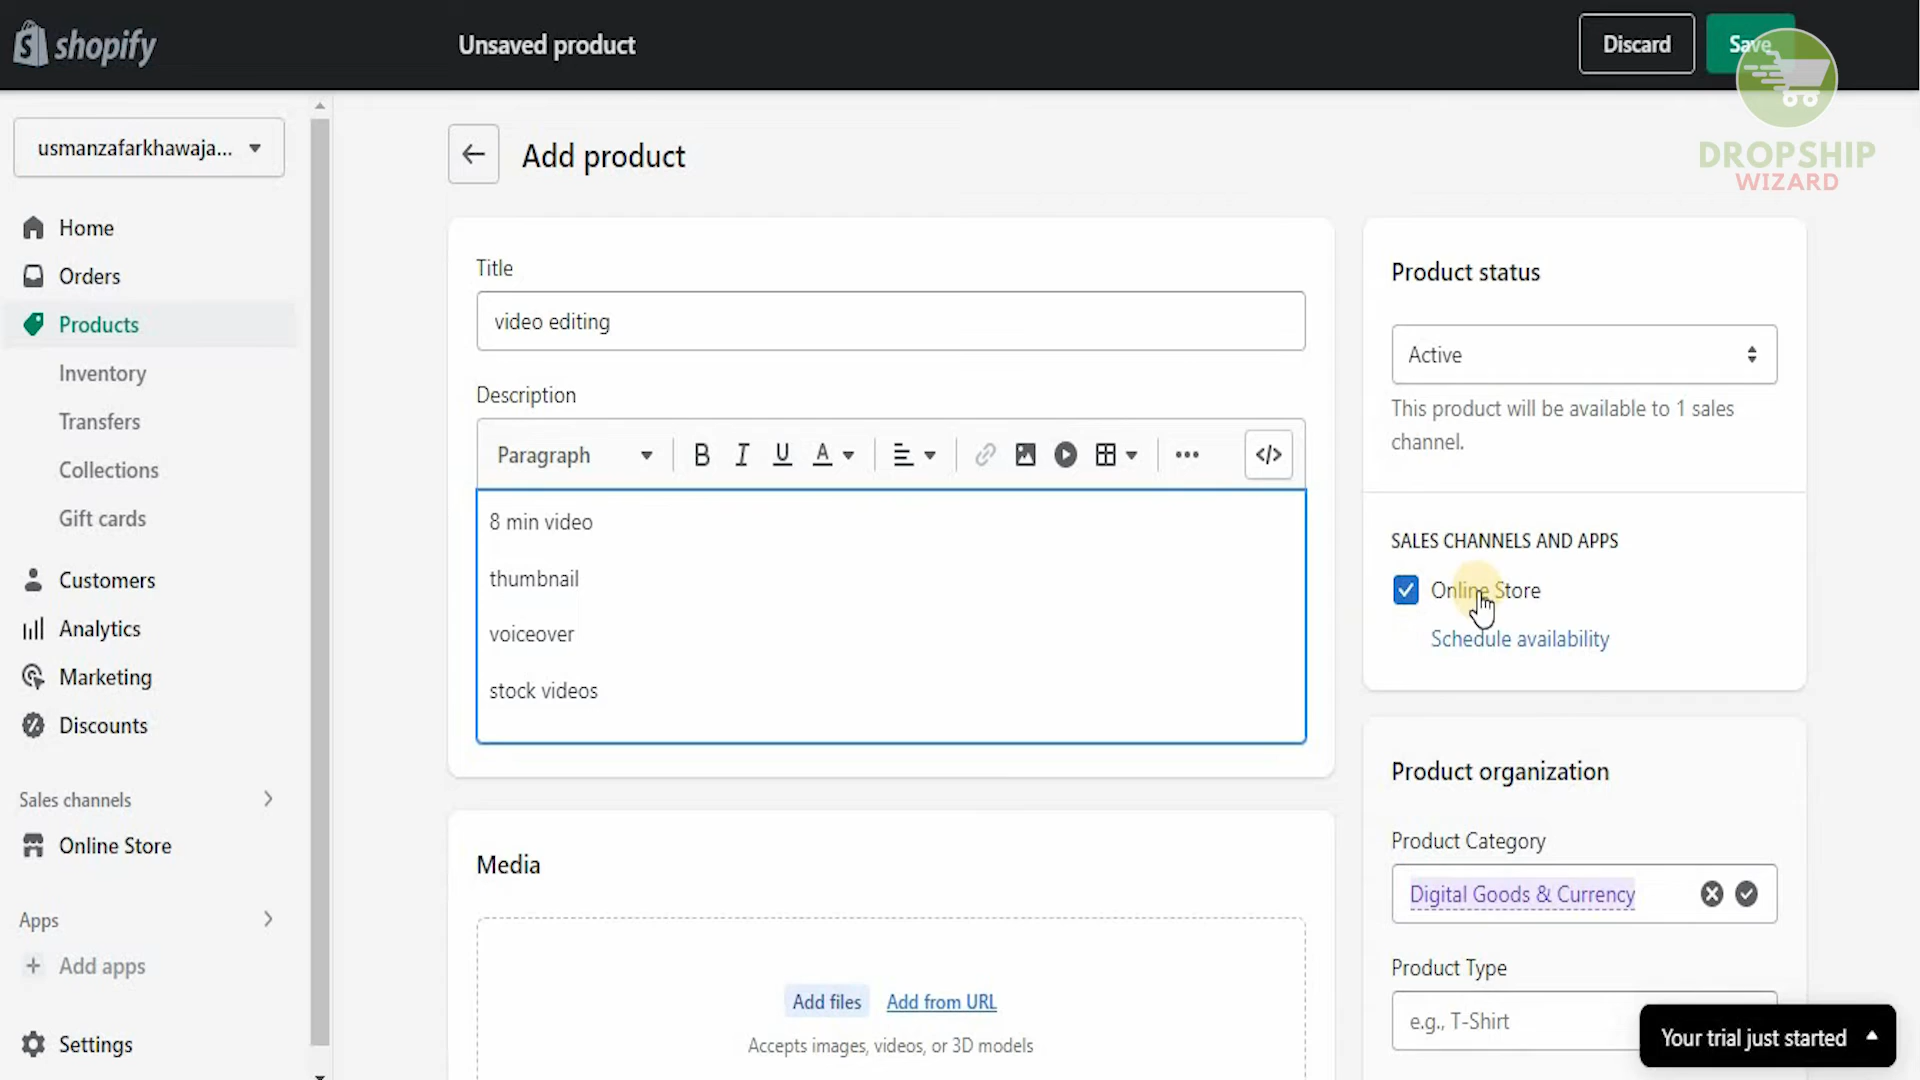 shopify
Unsaved product
Discard
Save
DROPSHIP
WIZARD
usmanzafarkhawaja...
Home
Orders
Products
Inventory
Transfers
Collections
Gift cards
Customers
Analytics
Marketing
Discounts
Sales channels
Online Store
Apps
Add apps
Settings
Add product
Title
video editing
Description
Paragraph
B I U A
</>
8 min video
thumbnail
voiceover
stock videos
Media
Add files Add from URL
Accepts images, videos, or 3D models
Product status
Active
This product will be available to 1 sales
channel.
SALES CHANNELS AND APPS
Online Store
Schedule availability
Product organization
Product Category
Digital Goods & Currency
Product Type
e.g., T-Shirt
Your trial just started